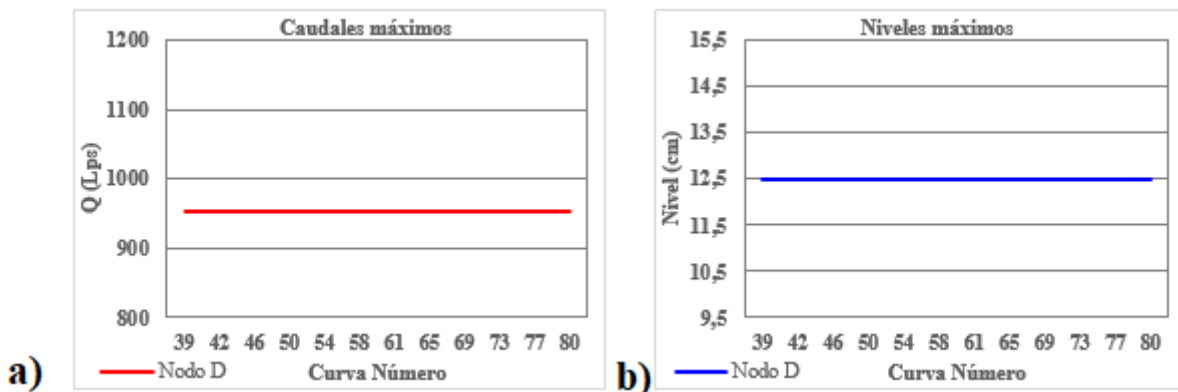 Caudales máximos
1200
1100
1000
900
800
Q (Lps)
39 42 46 50 54 58 61 65 69 73 77 80
Nodo D
Curva Número
a)
Niveles máximos
15,5
14,5
13,5
12,5
11,5
10,5
9,5
Nivel (cm)
39 42 46 50 54 58 61 65 69 73 77 80
Nodo D
Curva Número
b)